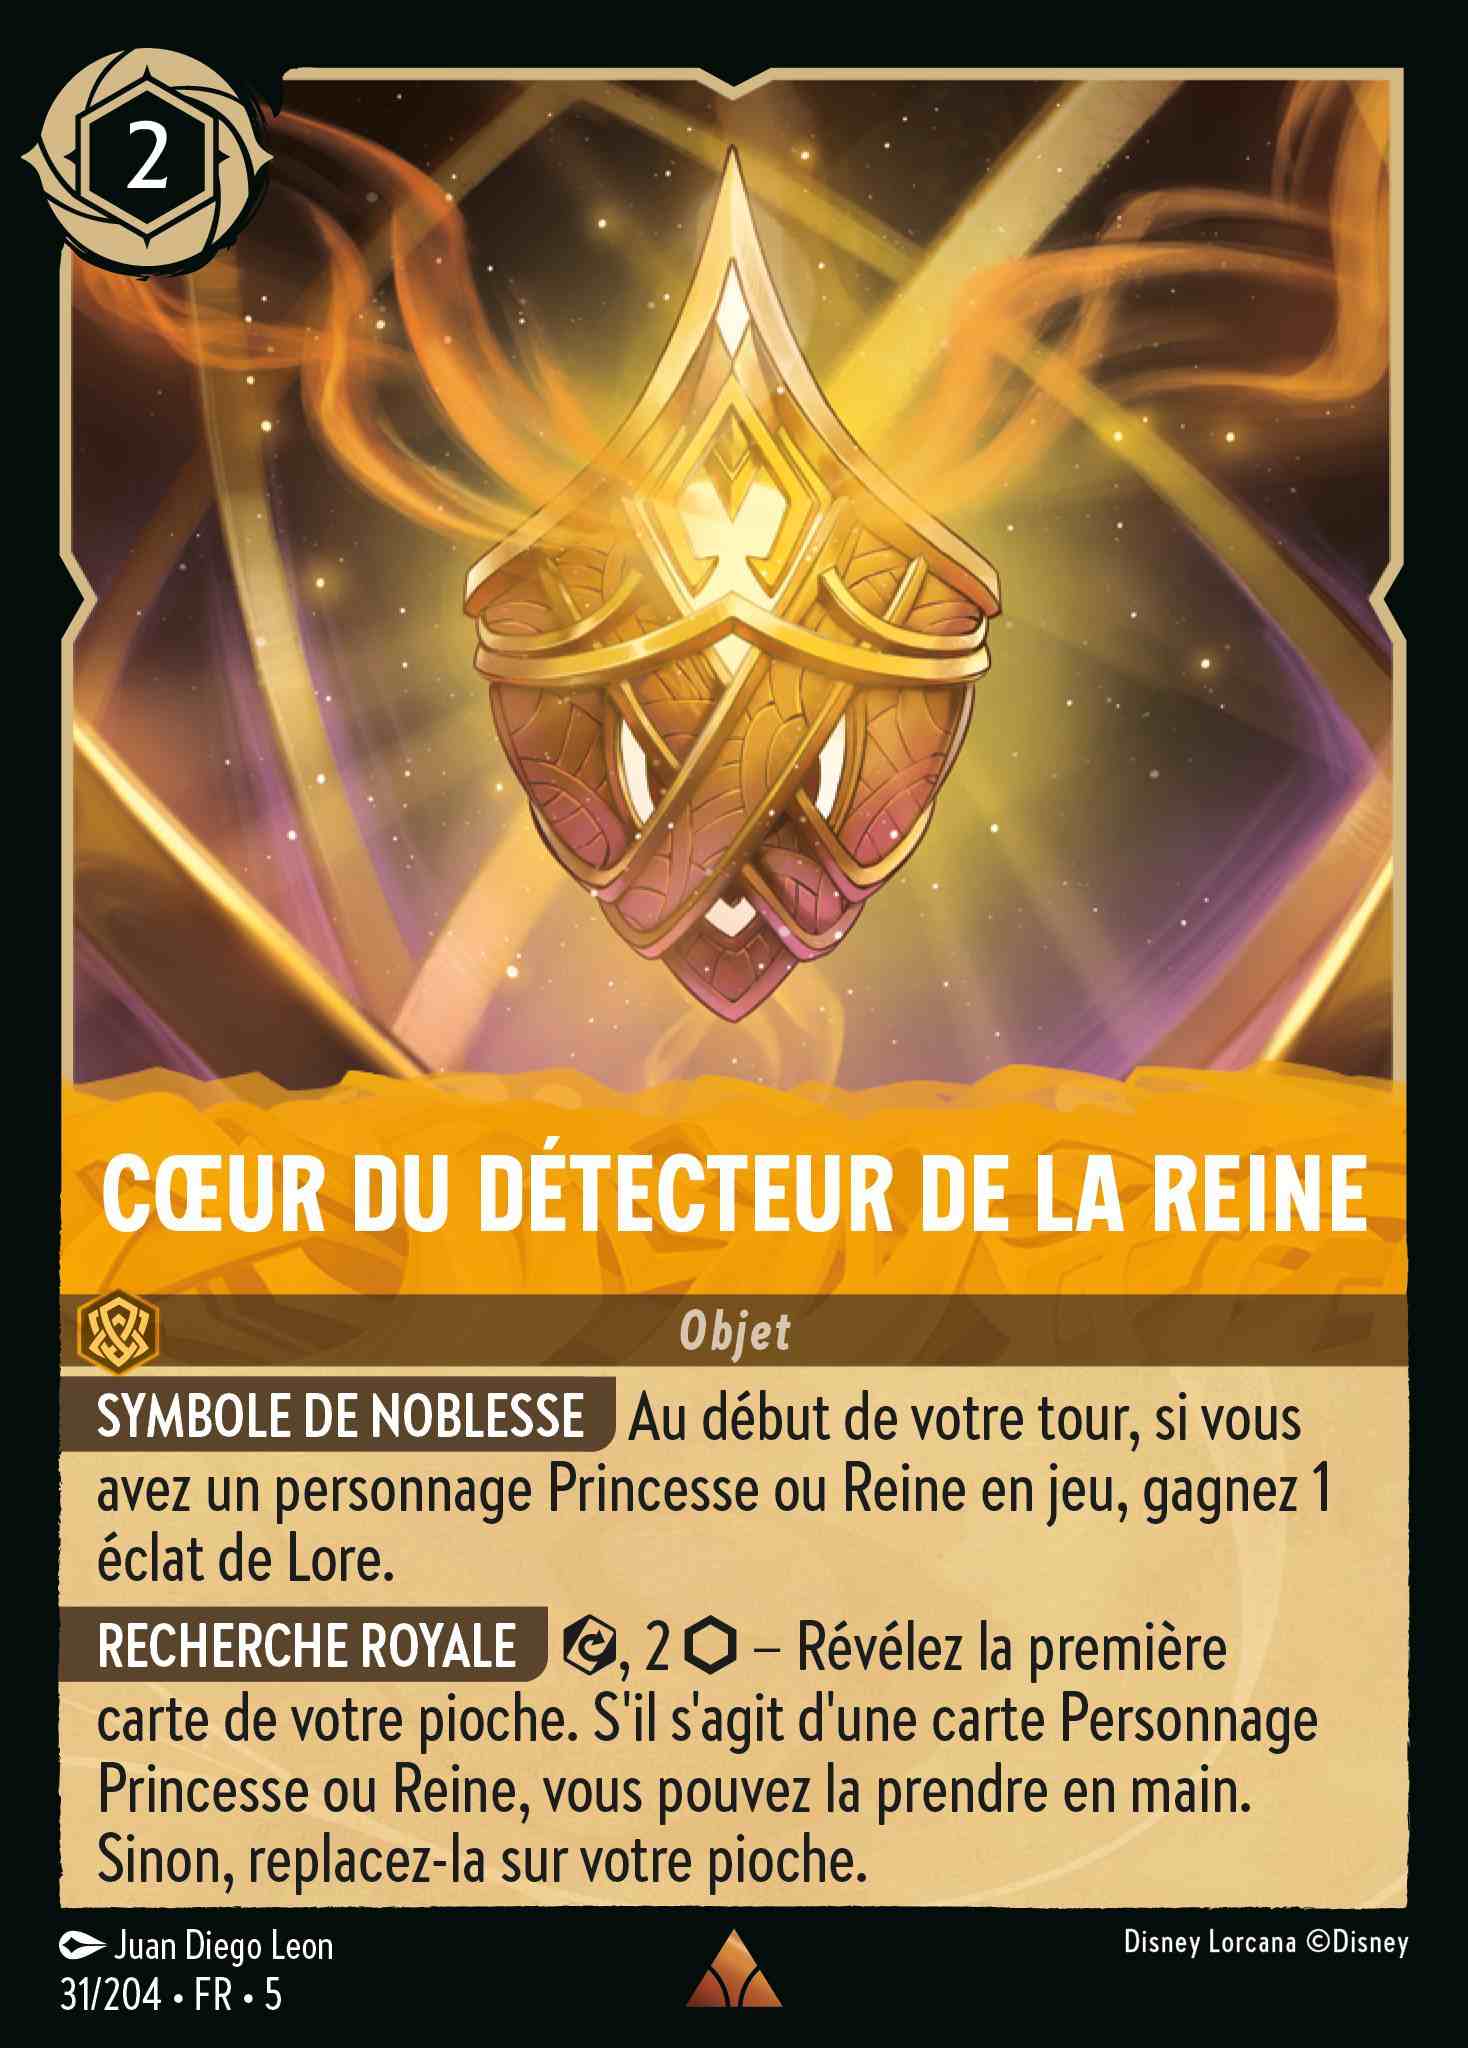 2
CŒUR DU DÉTECTEUR DE LA REINE
Objet
SYMBOLE DE NOBLESSE Au début de votre tour, si vous
avez un personnage Princesse ou Reine en jeu, gagnez 1
éclat de Lore.
RECHERCHE ROYALE , 2 – Révélez la première
carte de votre pioche. S'il s'agit d'une carte Personnage
Princesse ou Reine, vous pouvez la prendre en main.
Sinon, replacez-la sur votre pioche.
Juan Diego Leon
Disney Lorcana ©Disney
31/204 • FR • 5